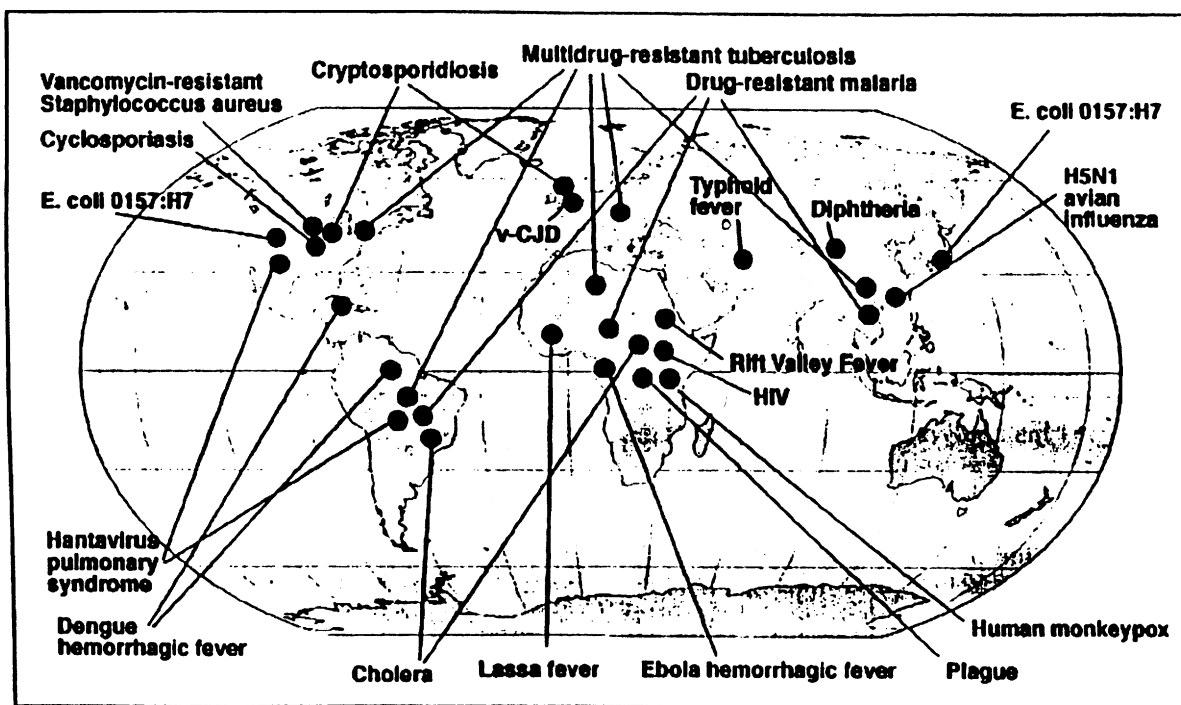 Multidrug-resistant tuberculosis
Cryptosporidiosis
Vancomycin-resistant
Staphylococcus aureus
Drug-resistant malaria
Cyclosporiasis
E. coli 0157:H7
E. coli 0157:H7
H5N1
avian
influenza
Typhoid
fever
Diphtheria
v-CJD
Rift Valley Fever
HIV
Hantavirus
pulmonary
syndrome
Dengue
hemorrhagic fever
Cholera
Lassa fever
Ebola hemorrhagic fever
Plague
Human monkeypox